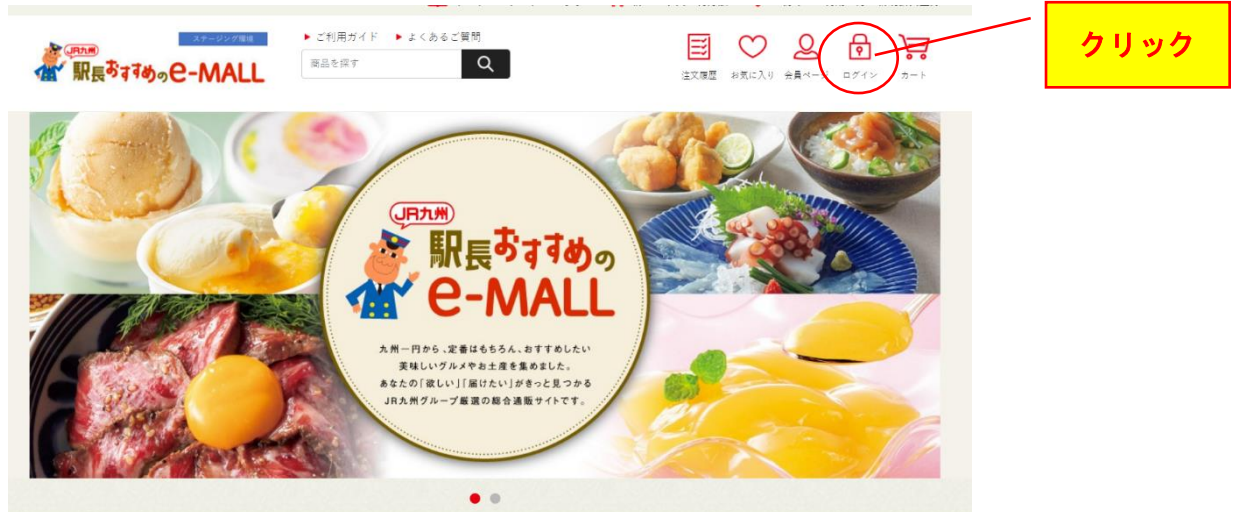 クリック
ステージング環境
▶ ご利用ガイド ▶ よくあるご質問
JR九州
駅長おすすめのe-MALL
商品を探す
注文履歴 お気に入り 会員ページ ログイン カート
JR九州
駅長おすすめの
e-MALL
九州一円から、定番はもちろん、おすすめしたい
美味しいグルメやお土産を集めました。
あなたの「欲しい」「届けたい」がきっと見つかる
JR九州グループ厳選の総合通販サイトです。